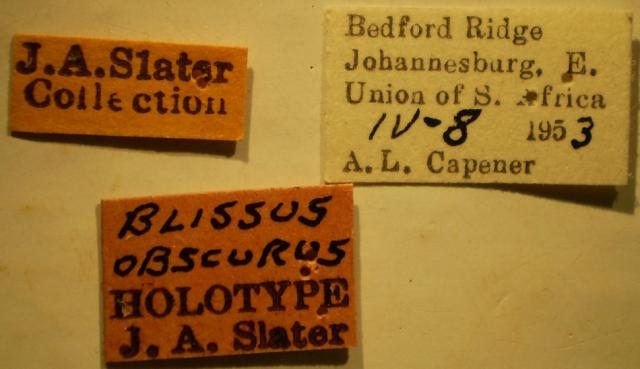 J.A.Slater
Collection
Bedford Ridge
Johannesburg, E.
Union of S. Africa
IV-8 1953
A.L. Capener
BLISSUS
OBSCURUS
HOLOTYPE
J. A. Slater